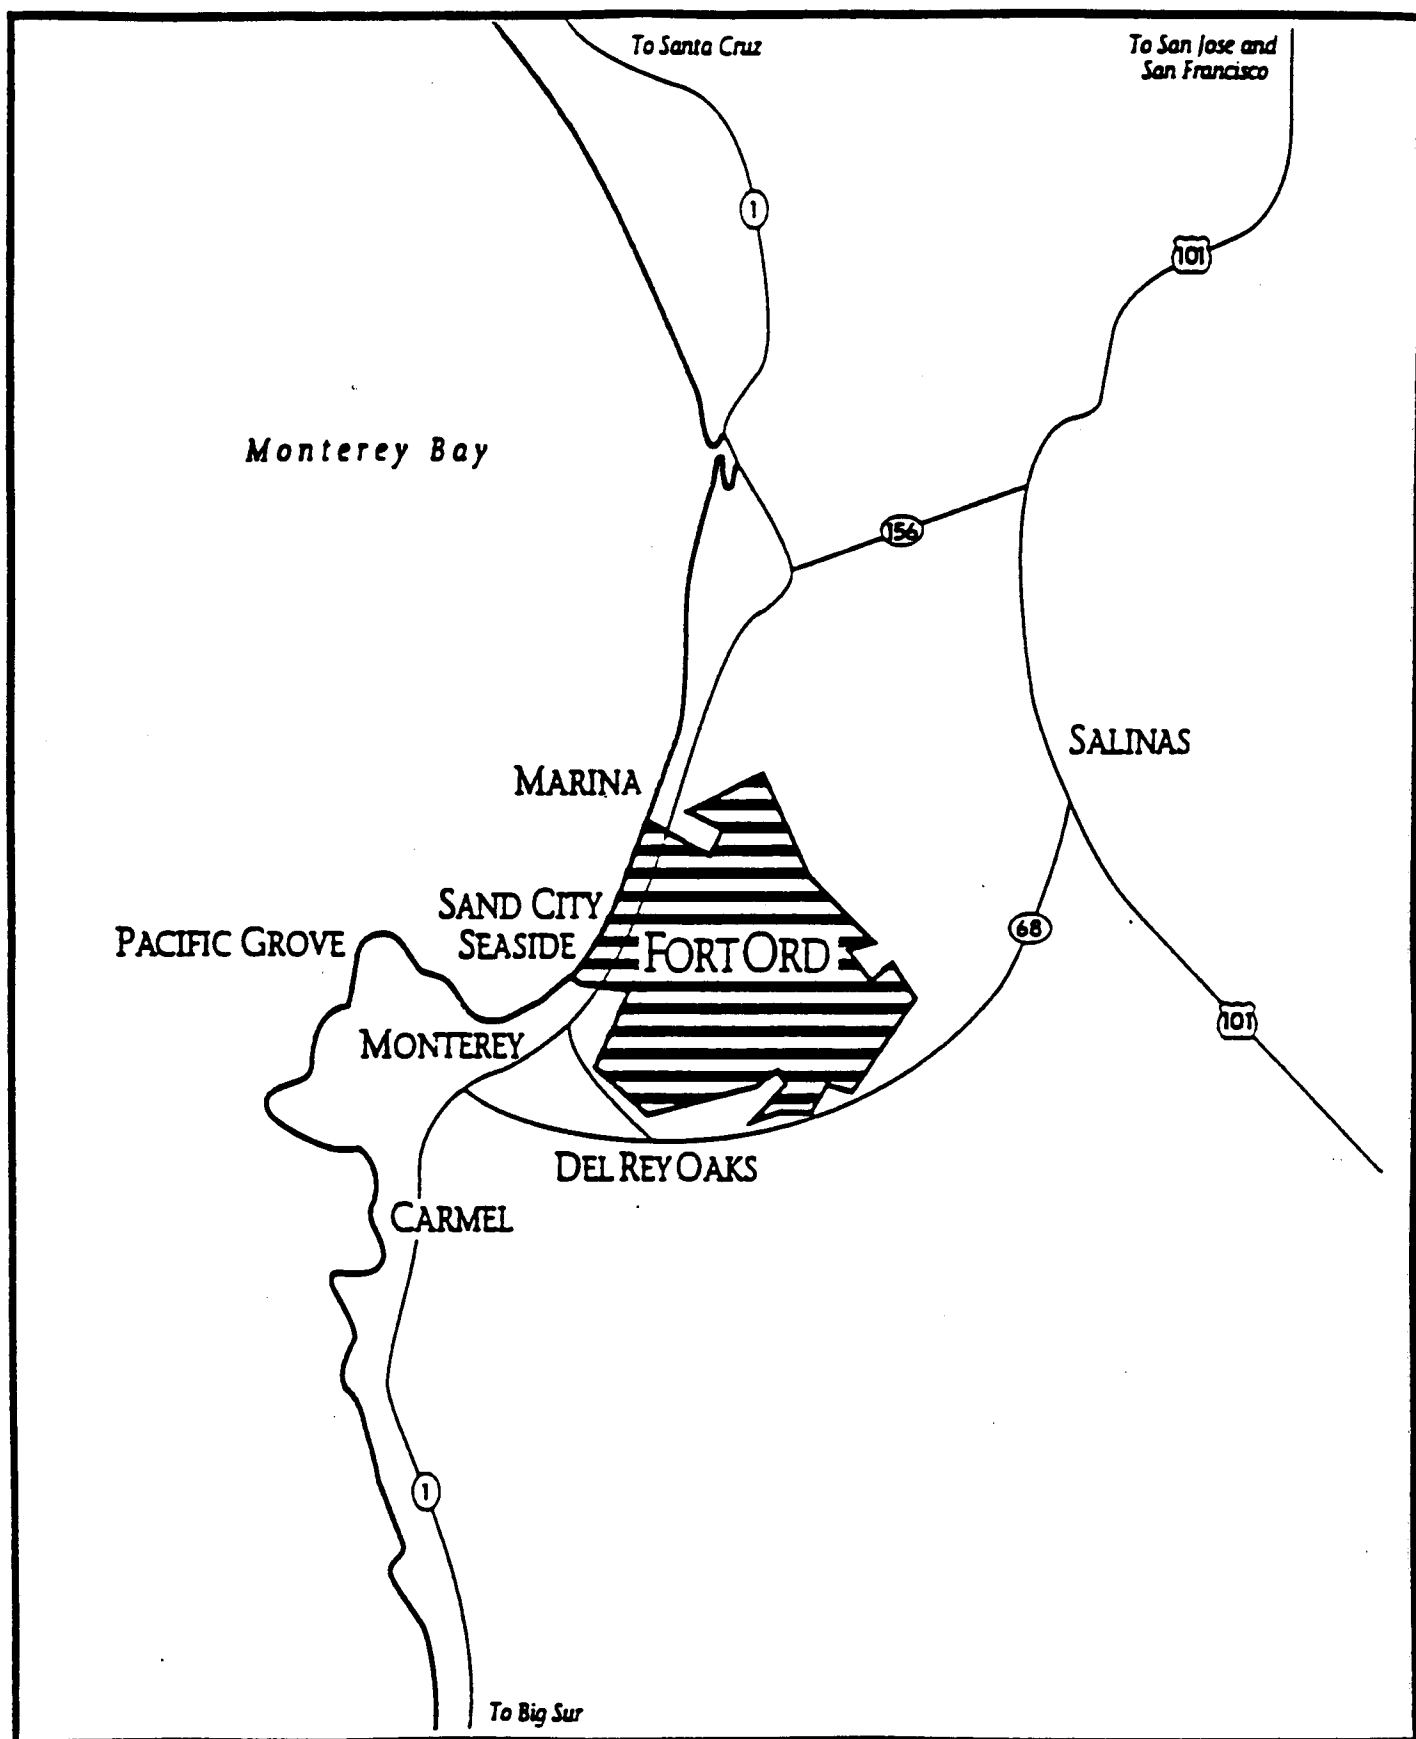 To Santa Cruz
To San Jose and
San Francisco
1
101
Monterey Bay
156
SALINAS
MARINA
SAND CITY
68
PACIFIC GROVE
SEASIDE
FORT ORD
101
MONTEREY
DEL REY OAKS
CARMEL
1
To Big Sur